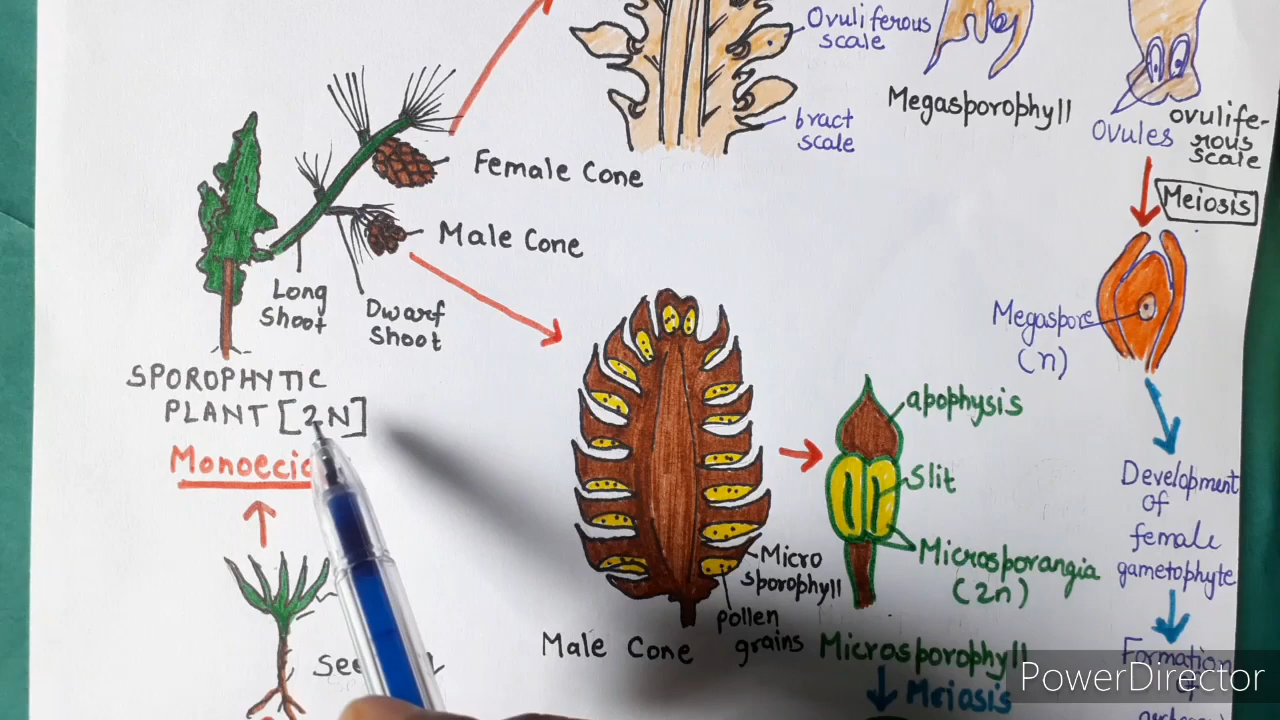 Ovuliferous
scale
bract
scale
Megasporophyll
Ovules
ovulife-
rous
scale
Meiosis
Female Cone
Male Cone
Long
Shoot
Dwarf
Shoot
SPOROPHYTIC
PLANT [2N]
Megaspore
(n)
apophysis
Slit
Microsporangia
(2n)
Micro
sporophyll
pollen
grains
Male Cone
Microsporophyll
Meiosis
Development
of
female
gametophyte
Formation
of
PowerDirector